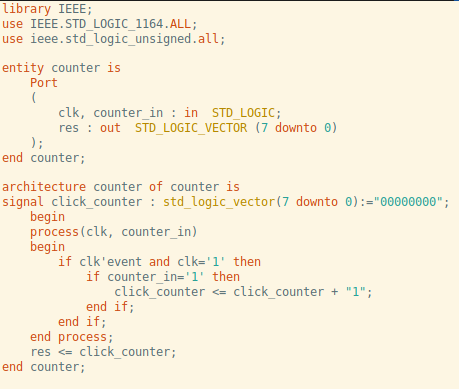 library IEEE;
use IEEE.STD_LOGIC_1164.ALL;
use ieee.std_logic_unsigned.all;

entity counter is
    Port
    (
        clk, counter_in : in  STD_LOGIC;
        res : out  STD_LOGIC_VECTOR (7 downto 0)
    );
end counter;

architecture counter of counter is
signal click_counter : std_logic_vector(7 downto 0):="00000000";
    begin
    process(clk, counter_in)
    begin
        if clk'event and clk='1' then
            if counter_in='1' then
                click_counter <= click_counter + "1";
            end if;
        end if;
    end process;
    res <= click_counter;
end counter;